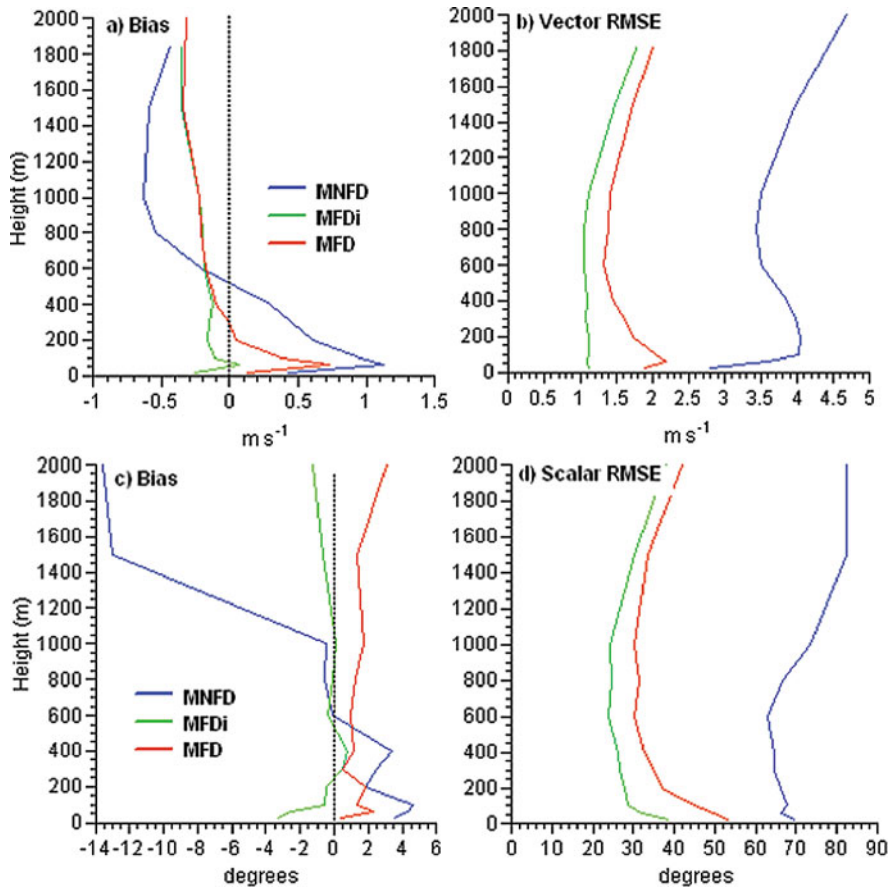 a) Bias
Height (m)
2000
1800
1600
1400
1200
1000
800
600
400
200
0
MNFD
MFDi
MFD
-1 -0.5 0 0.5 1 1.5
m s-1
b) Vector RMSE
2000
1800
1600
1400
1200
1000
800
600
400
200
0
0 0.5 1 1.5 2 2.5 3 3.5 4 4.5 5
m s-1
c) Bias
Height (m)
2000
1800
1600
1400
1200
1000
800
600
400
200
0
MNFD
MFDi
MFD
-14 -12 -10 -8 -6 -4 -2 0 2 4 6
degrees
d) Scalar RMSE
2000
1800
1600
1400
1200
1000
800
600
400
200
0
0 10 20 30 40 50 60 70 80 90
degrees